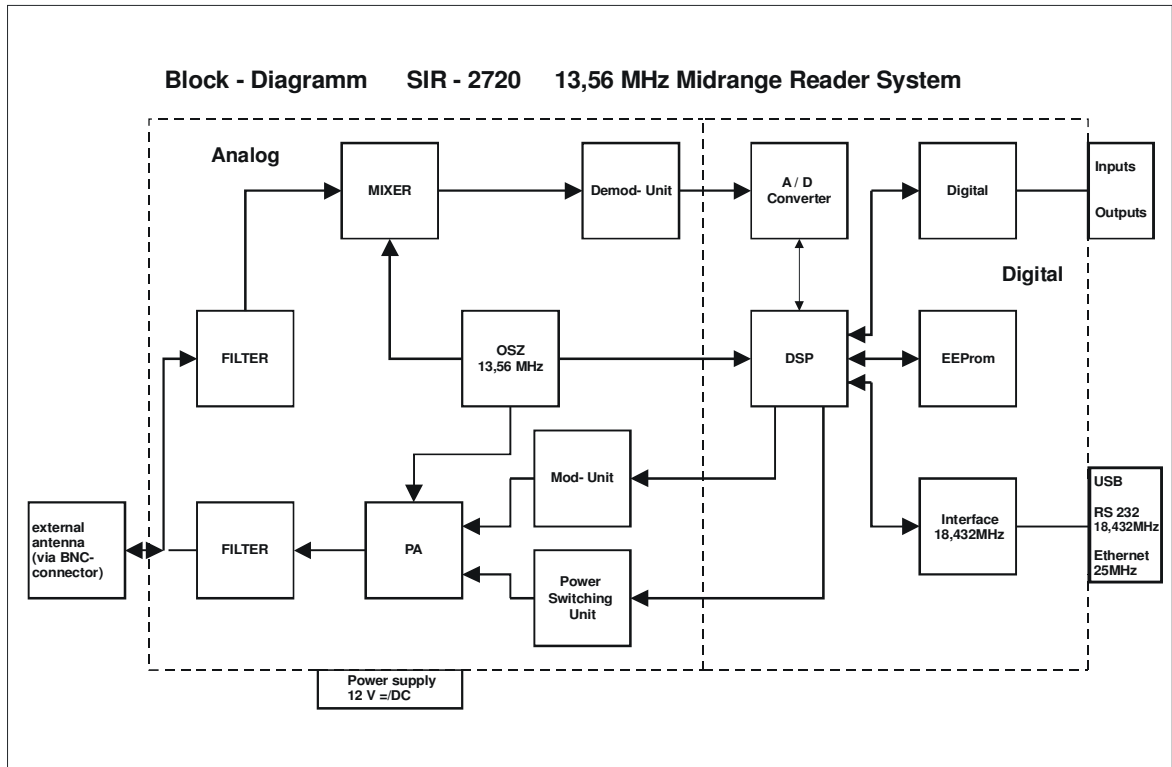 Block - Diagramm SIR - 2720 13,56 MHz Midrange Reader System
Analog
MIXER
Demod- Unit
A / D
Converter
Digital
Inputs
Outputs
Digital
FILTER
OSZ
13,56 MHz
DSP
EEProm
Mod- Unit
external
antenna
(via BNC-
connector)
FILTER
PA
Power
Switching
Unit
Interface
18,432MHz
USB
RS 232
18,432MHz
Ethernet
25MHz
Power supply
12 V =/DC